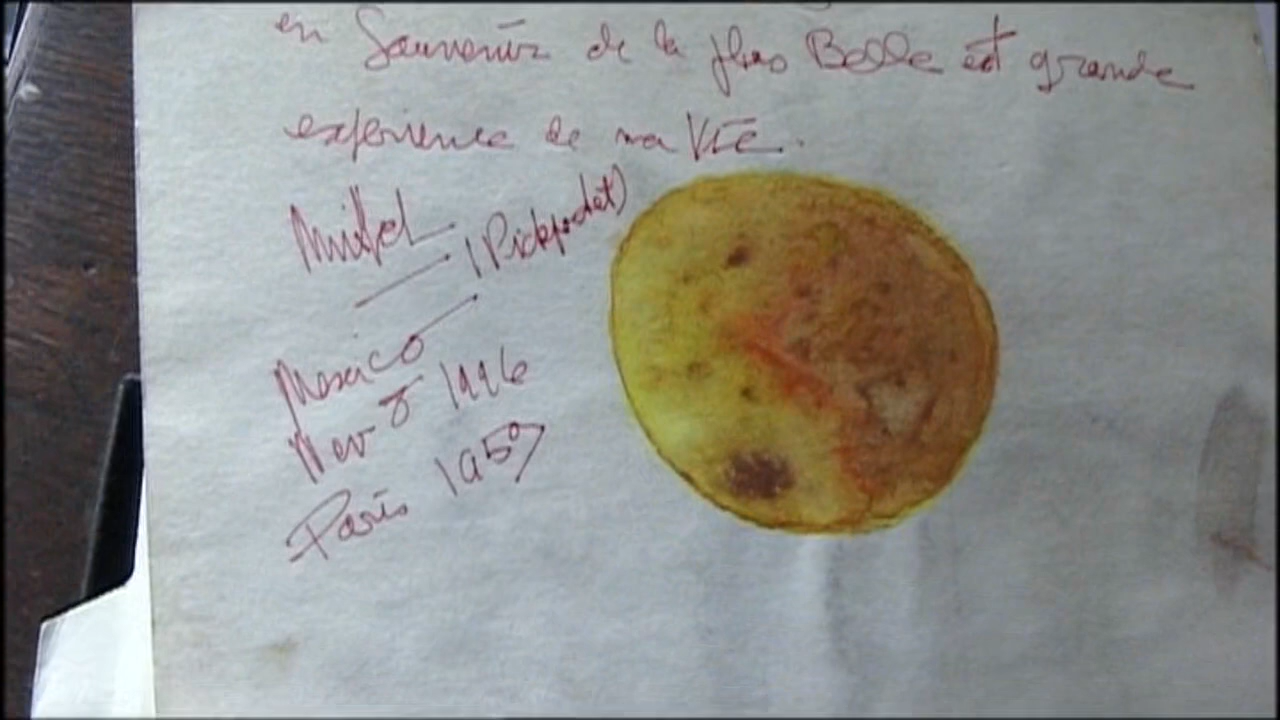 en Souvenir de la plus Belle et grande
experience de ma Vie.
Michel
(Pickpocket)
Mexico
Nov 8 1996
Paris 1959